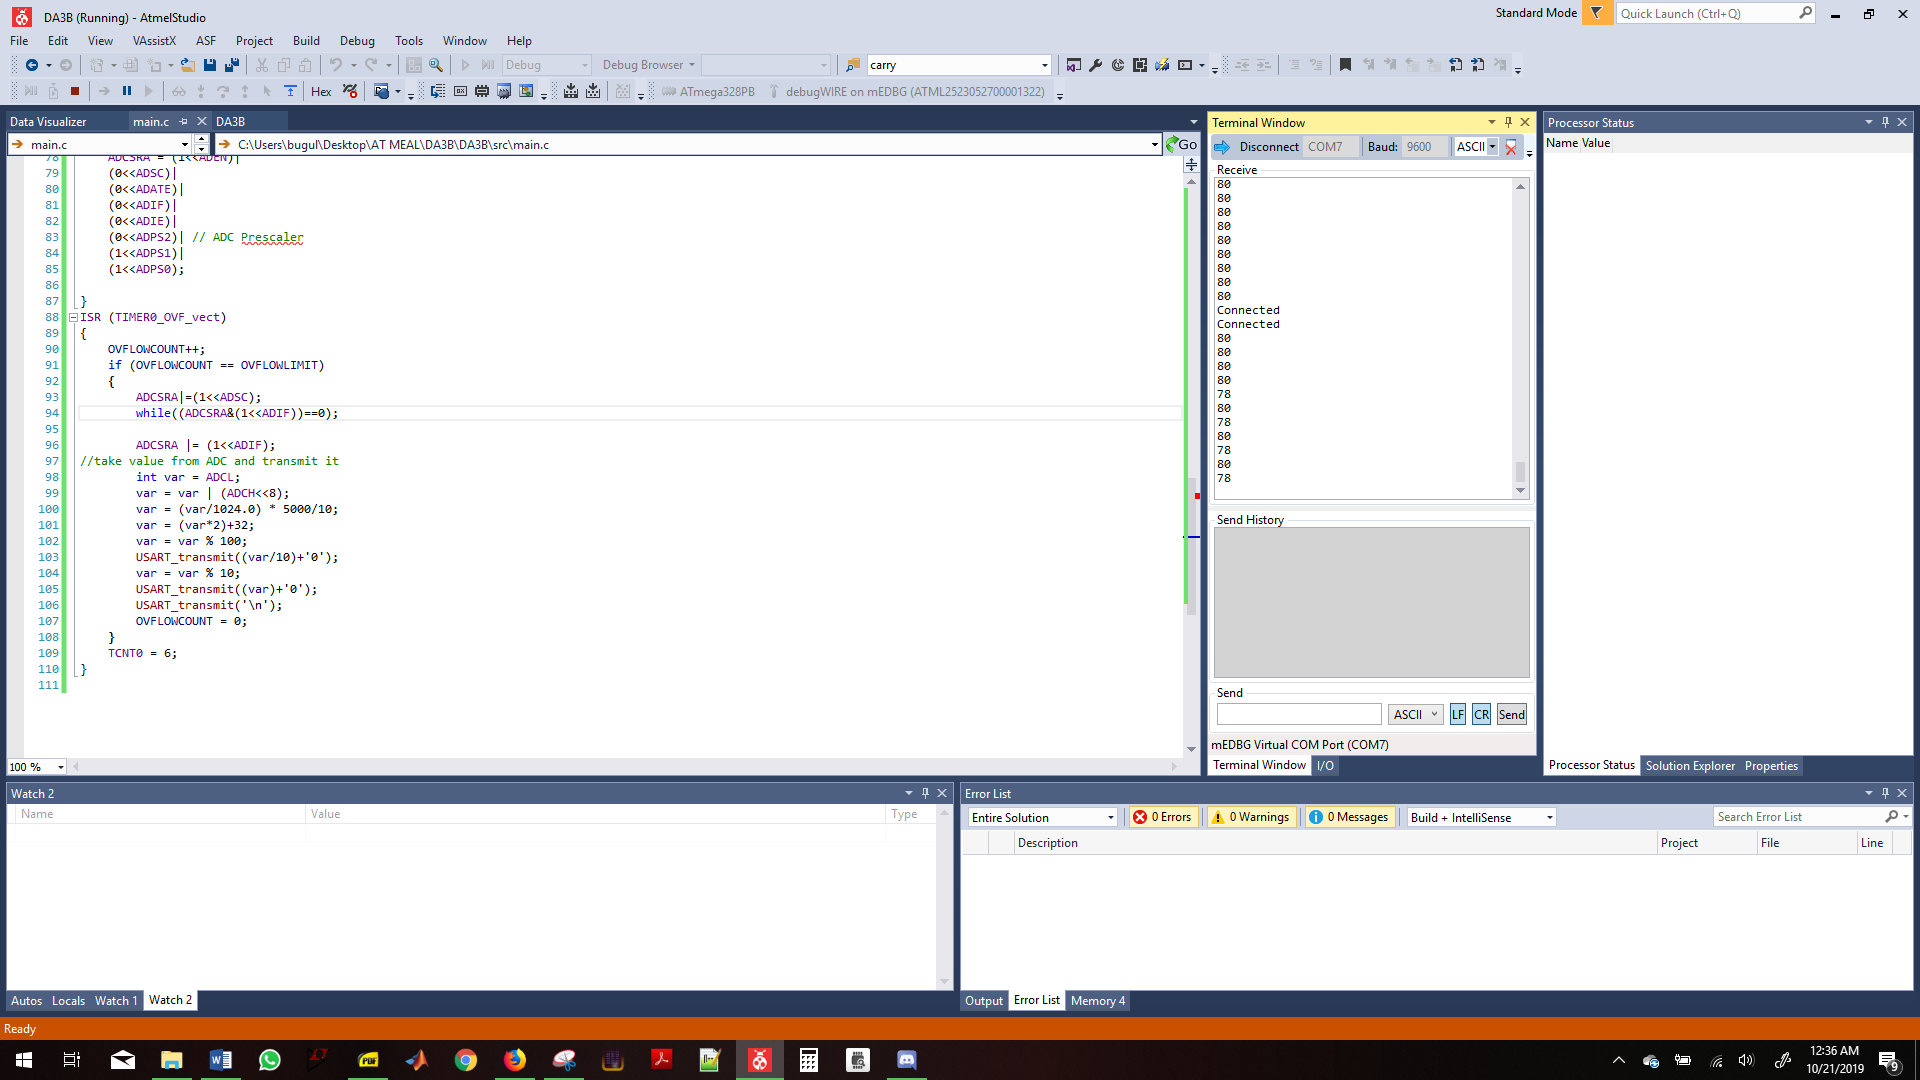 DA3B (Running) - AtmelStudio
Standard Mode
Quick Launch (Ctrl+Q)
File Edit View VAssistX ASF Project Build Debug Tools Window Help
Debug
Debug Browser
carry
Hex
ATmega328PB
debugWIRE on mEDBG (ATML2523052700001322)
Data Visualizer
main.c
DA3B
main.c
C:\Users\bugul\Desktop\AT MEAL\DA3B\DA3B\src\main.c
Go
78 ADCSRA = (1<<ADEN)|
79 (0<<ADSC)|
80 (0<<ADATE)|
81 (0<<ADIF)|
82 (0<<ADIE)|
83 (0<<ADPS2)| // ADC Prescaler
84 (1<<ADPS1)|
85 (1<<ADPS0);
86
87 }
88 ISR (TIMER0_OVF_vect)
89 {
90 OVFLOWCOUNT++;
91 if (OVFLOWCOUNT == OVFLOWLIMIT)
92 {
93 ADCSRA|=(1<<ADSC);
94 while((ADCSRA&(1<<ADIF))==0);
95
96 ADCSRA |= (1<<ADIF);
97 //take value from ADC and transmit it
98 int var = ADCL;
99 var = var | (ADCH<<8);
100 var = (var/1024.0) * 5000/10;
101 var = (var*2)+32;
102 var = var % 100;
103 USART_transmit((var/10)+'0');
104 var = var % 10;
105 USART_transmit((var)+'0');
106 USART_transmit('\n');
107 OVFLOWCOUNT = 0;
108 }
109 TCNT0 = 6;
110 }
111
100 %
Terminal Window
Disconnect COM7 Baud: 9600 ASCII
Receive
80
80
80
80
80
80
80
80
80
Connected
Connected
80
80
80
80
78
80
78
80
78
80
78
Send History
Send
ASCII LF CR Send
mEDBG Virtual COM Port (COM7)
Terminal Window I/O
Processor Status
Name Value
Processor Status Solution Explorer Properties
Watch 2
Name Value Type
Autos Locals Watch 1 Watch 2
Error List
Entire Solution
0 Errors
0 Warnings
0 Messages
Build + IntelliSense
Search Error List
Description Project File Line
Output Error List Memory 4
Ready
PDF
12:36 AM
10/21/2019
9